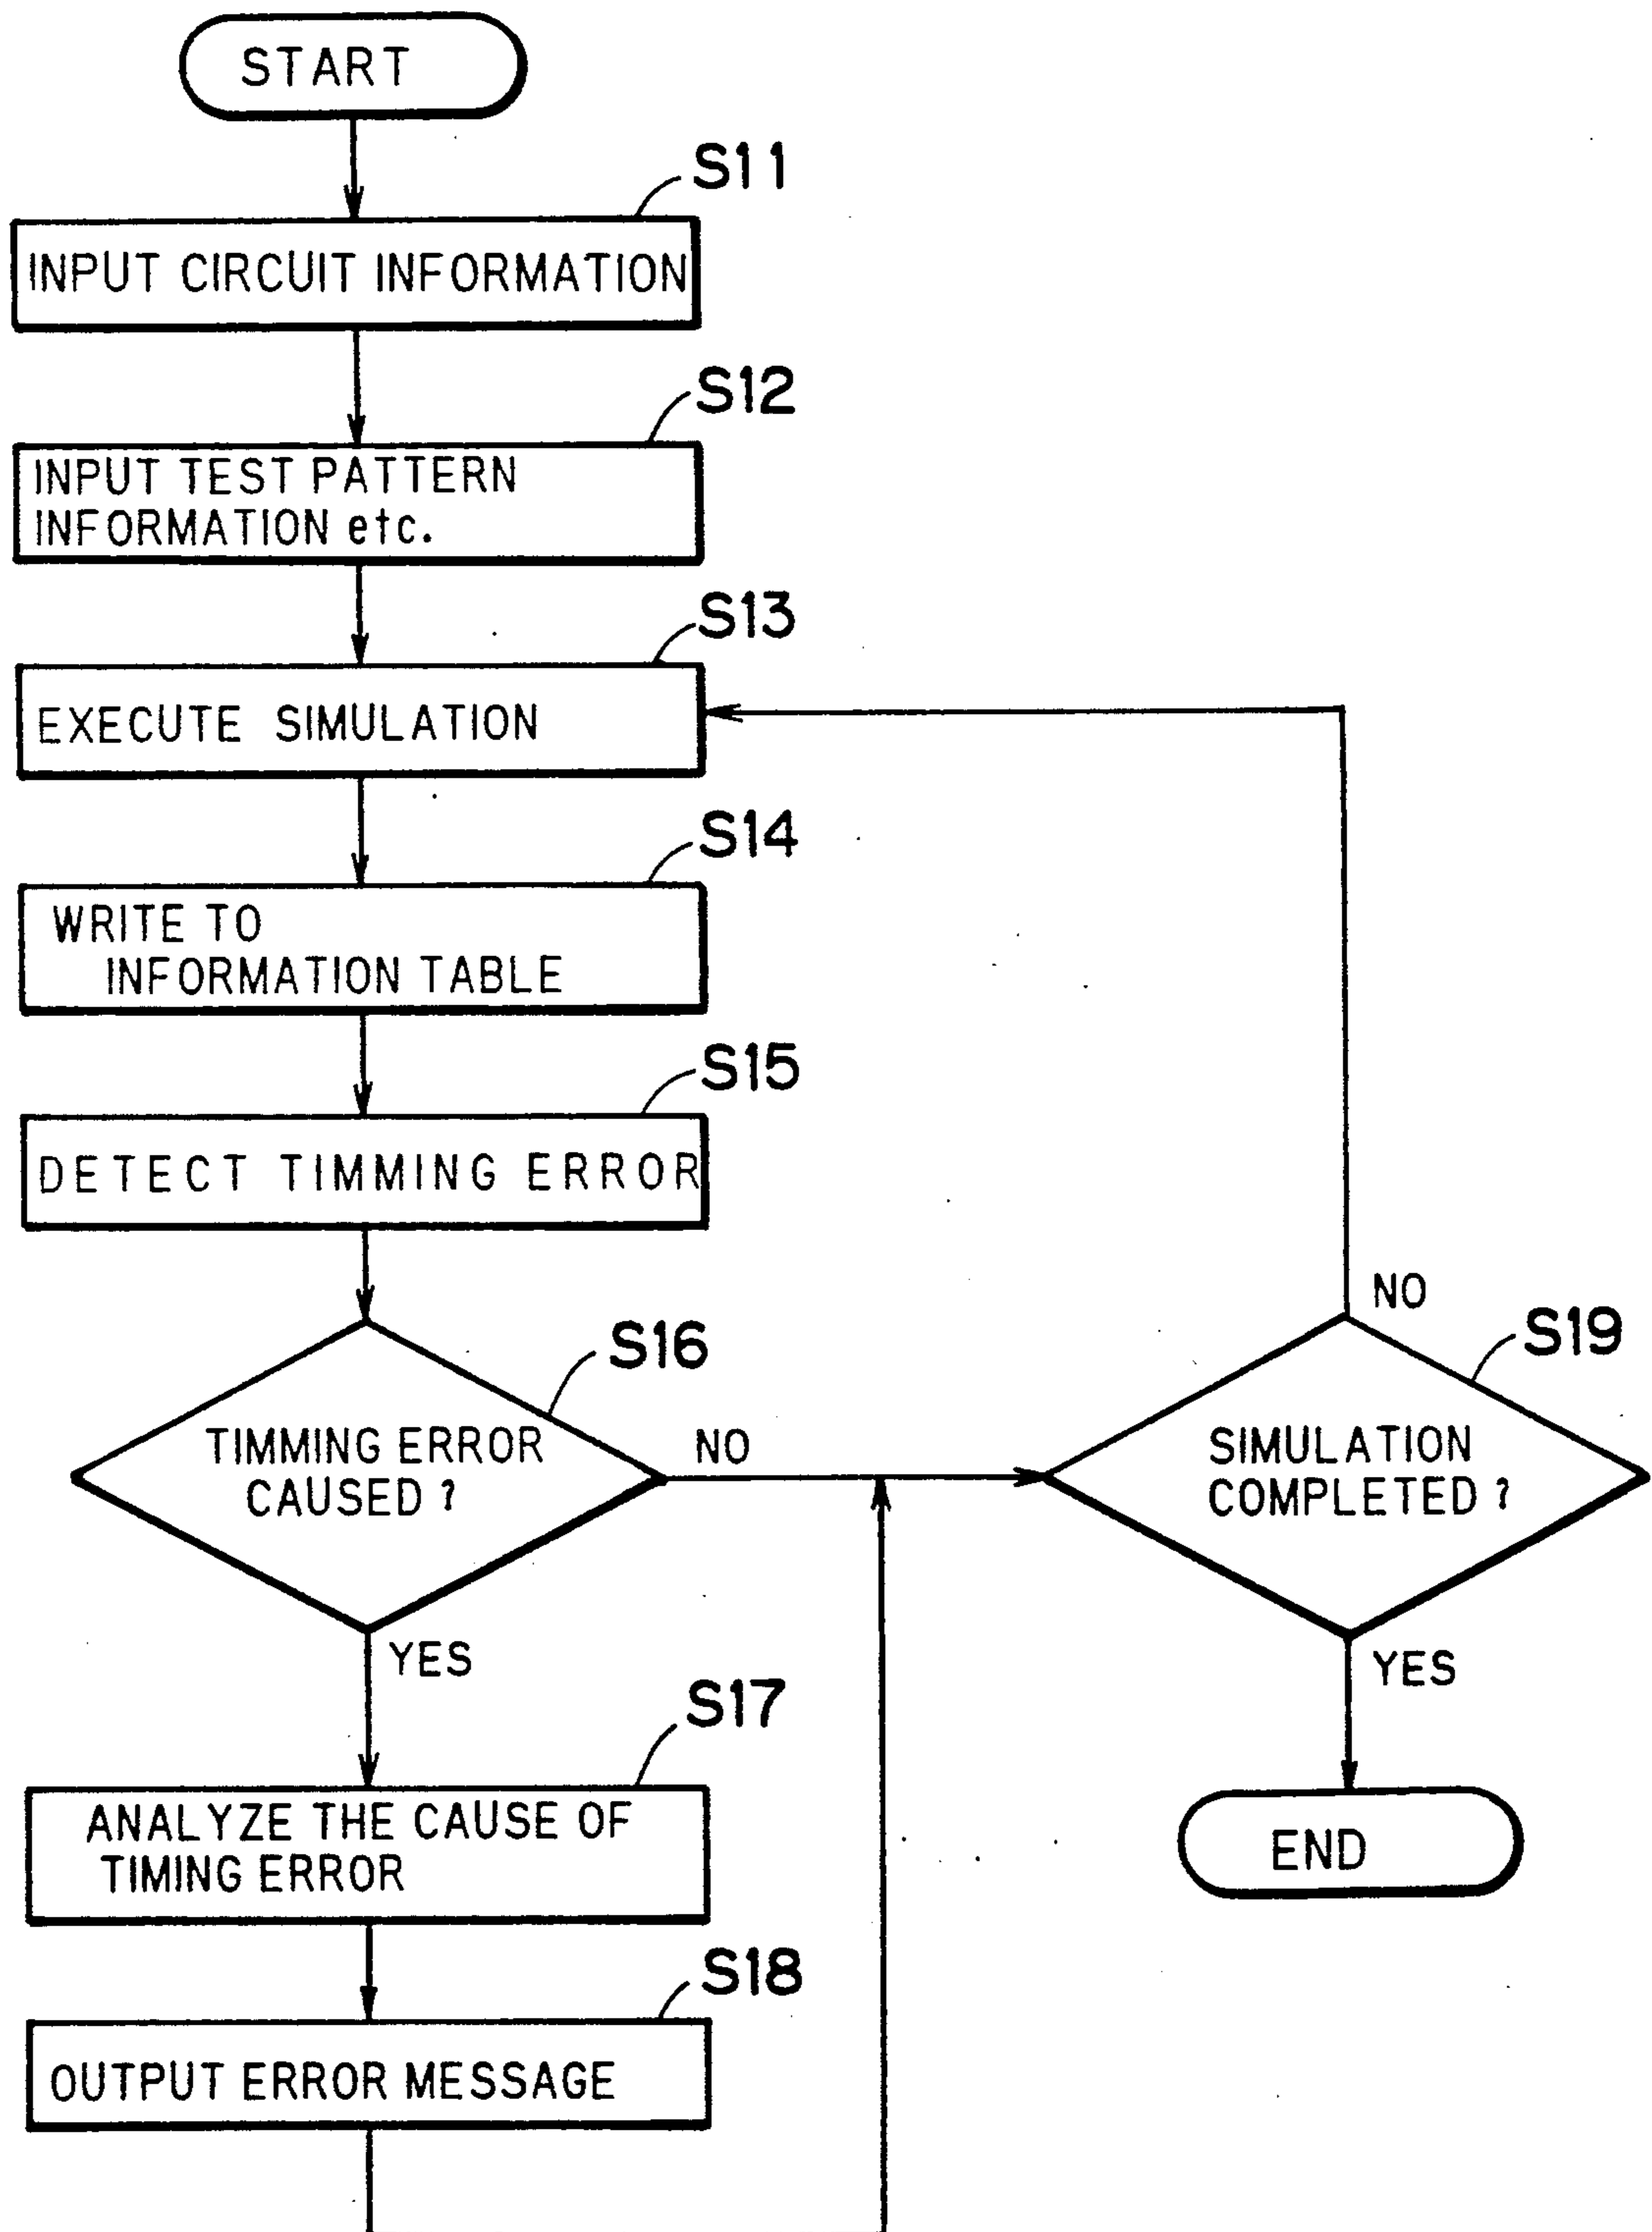 START
S11
INPUT CIRCUIT INFORMATION
S12
INPUT TEST PATTERN
INFORMATION etc.
S13
EXECUTE SIMULATION
S14
WRITE TO
INFORMATION TABLE
S15
DETECT TIMMING ERROR
S16
TIMMING ERROR
CAUSED ?
NO
YES
S17
ANALYZE THE CAUSE OF
TIMING ERROR
S18
OUTPUT ERROR MESSAGE
NO
S19
SIMULATION
COMPLETED ?
YES
END